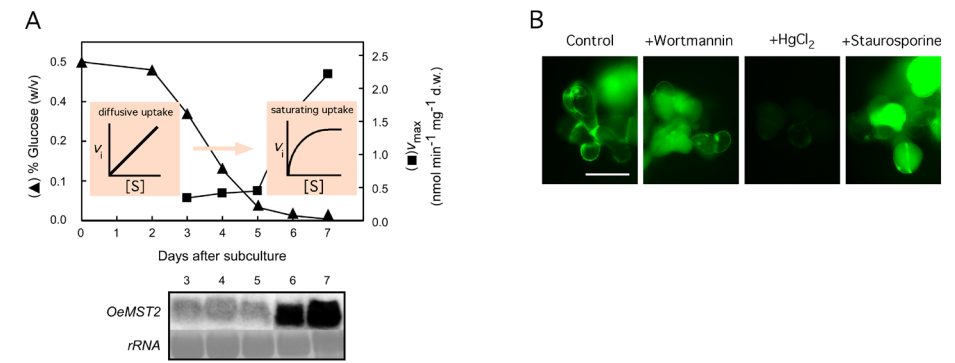 A
(▲) % Glucose (w/v)
0.5
0.4
0.2
0.1
0.0
diffusive uptake
vi
[S]
saturating uptake
vi
[S]
2.5
2.0
1.5
1.0
0.5
0.0
(■)vmax
(nmol min-1 mg-1 d.w.)
0 1 2 3 4 5 6 7
Days after subculture
3 4 5 6 7
OeMST2
rRNA
B
Control +Wortmannin +HgCl2 +Staurosporine